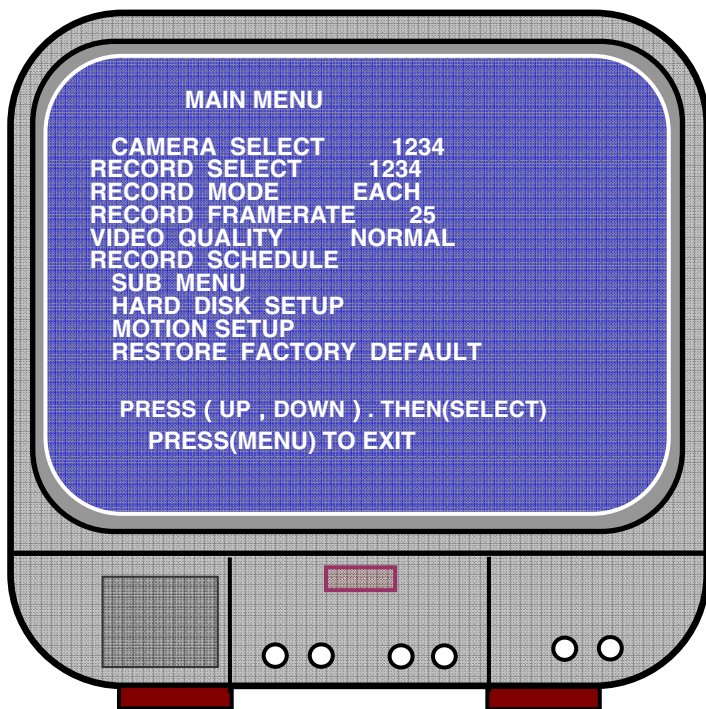 MAIN MENU
CAMERA SELECT 1234
RECORD SELECT 1234
RECORD MODE EACH
RECORD FRAMERATE 25
VIDEO QUALITY NORMAL
RECORD SCHEDULE
SUB MENU
HARD DISK SETUP
MOTION SETUP
RESTORE FACTORY DEFAULT
PRESS ( UP , DOWN ) . THEN(SELECT)
PRESS(MENU) TO EXIT